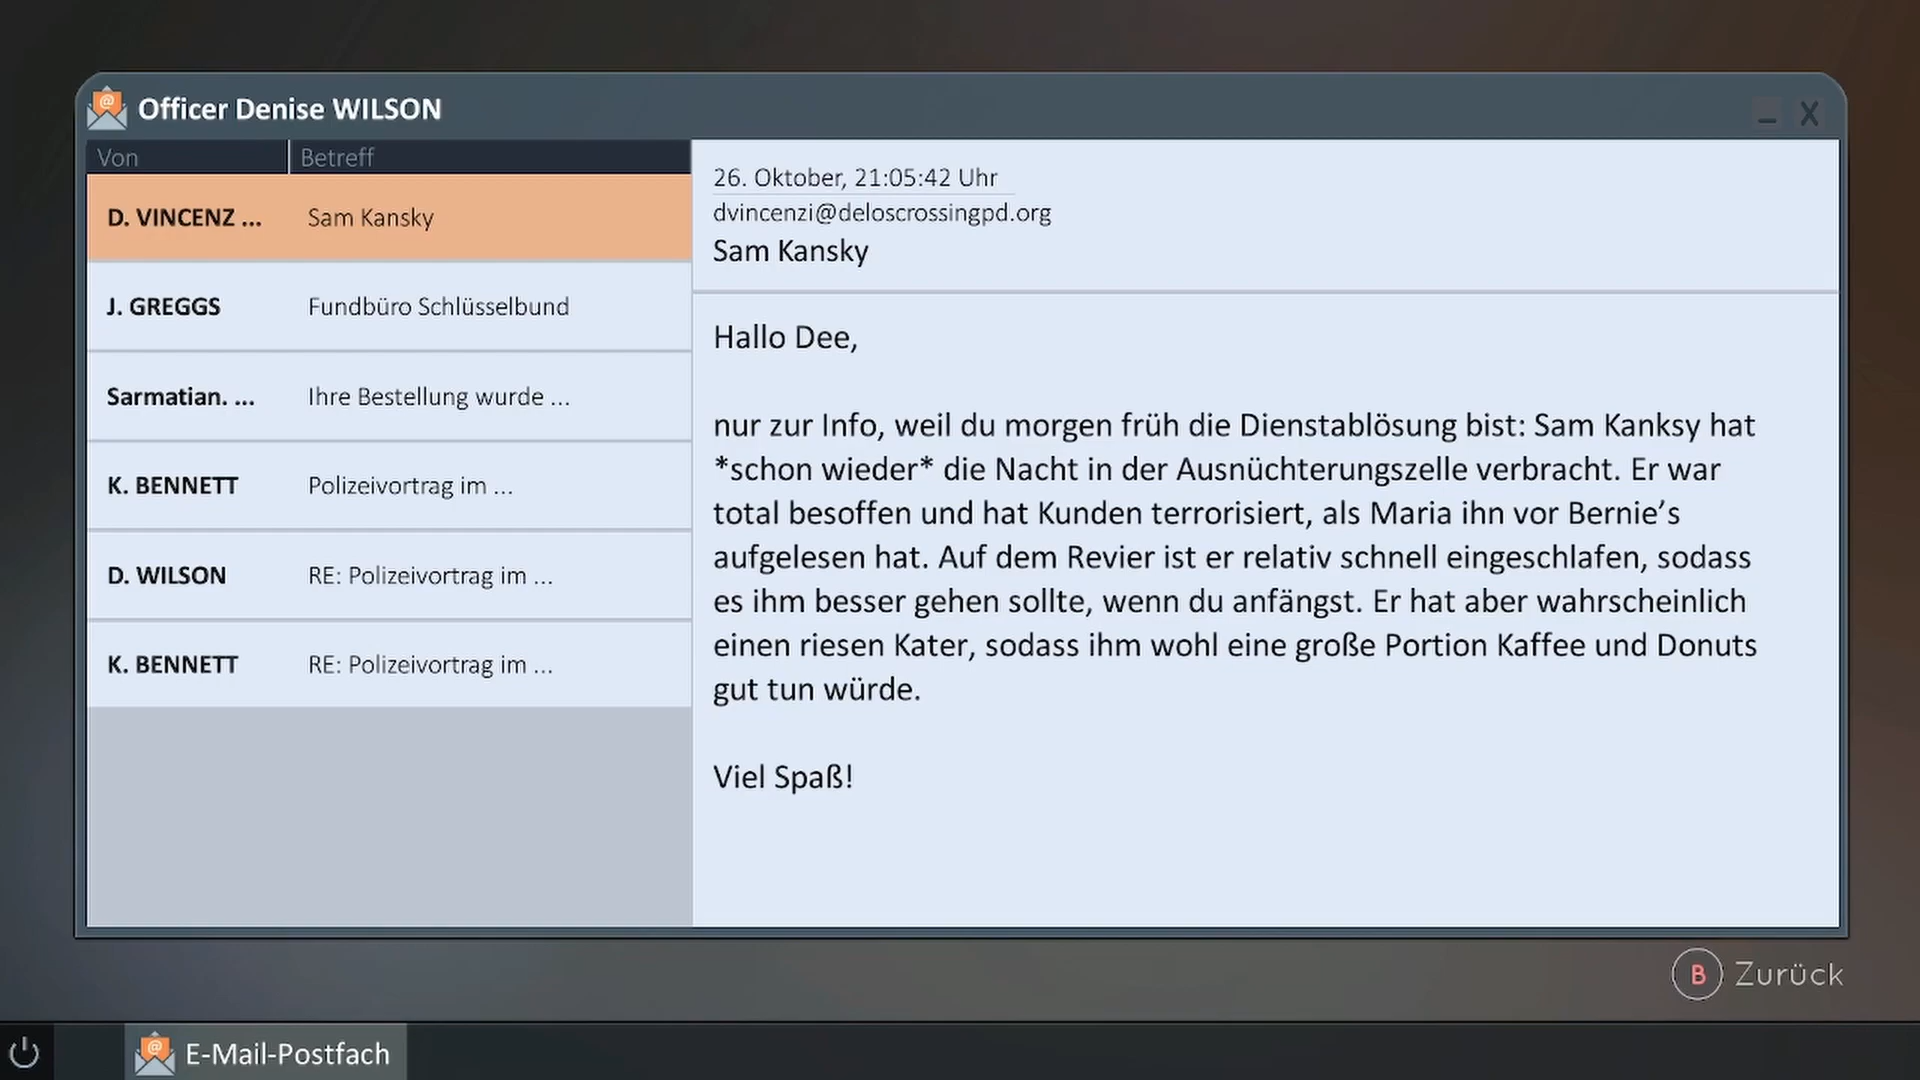 Officer Denise WILSON
_ X
Von Betreff
D. VINCENZ ... Sam Kansky
J. GREGGS Fundbüro Schlüsselbund
Sarmatian. ... Ihre Bestellung wurde ...
K. BENNETT Polizeivortrag im ...
D. WILSON RE: Polizeivortrag im ...
K. BENNETT RE: Polizeivortrag im ...
26. Oktober, 21:05:42 Uhr
dvincenzi@deloscrossingpd.org
Sam Kansky
Hallo Dee,
nur zur Info, weil du morgen früh die Dienstablösung bist: Sam Kanksy hat
*schon wieder* die Nacht in der Ausnüchterungszelle verbracht. Er war
total besoffen und hat Kunden terrorisiert, als Maria ihn vor Bernie’s
aufgelesen hat. Auf dem Revier ist er relativ schnell eingeschlafen, sodass
es ihm besser gehen sollte, wenn du anfängst. Er hat aber wahrscheinlich
einen riesen Kater, sodass ihm wohl eine große Portion Kaffee und Donuts
gut tun würde.
Viel Spaß!
B Zurück
@ E-Mail-Postfach